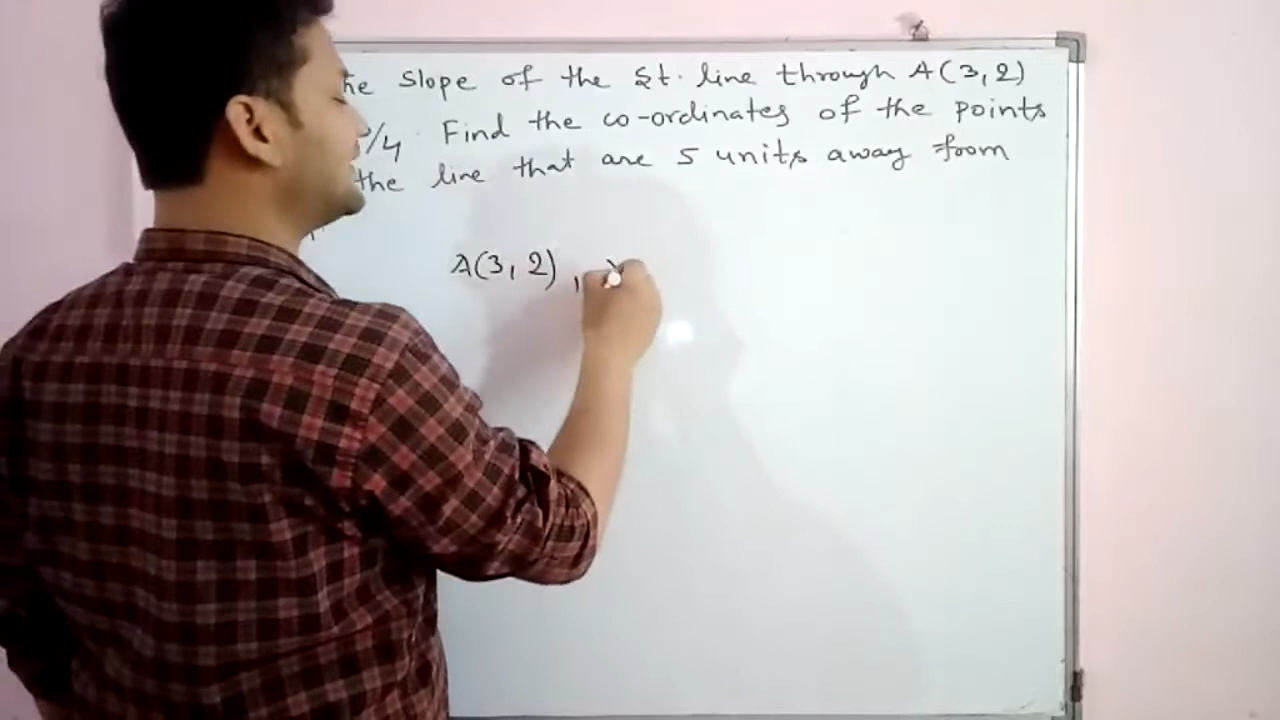 he slope of the St. line through A(3,2)
/4. Find the co-ordinates of the points
the line that are 5 units away from
A(3, 2) ,